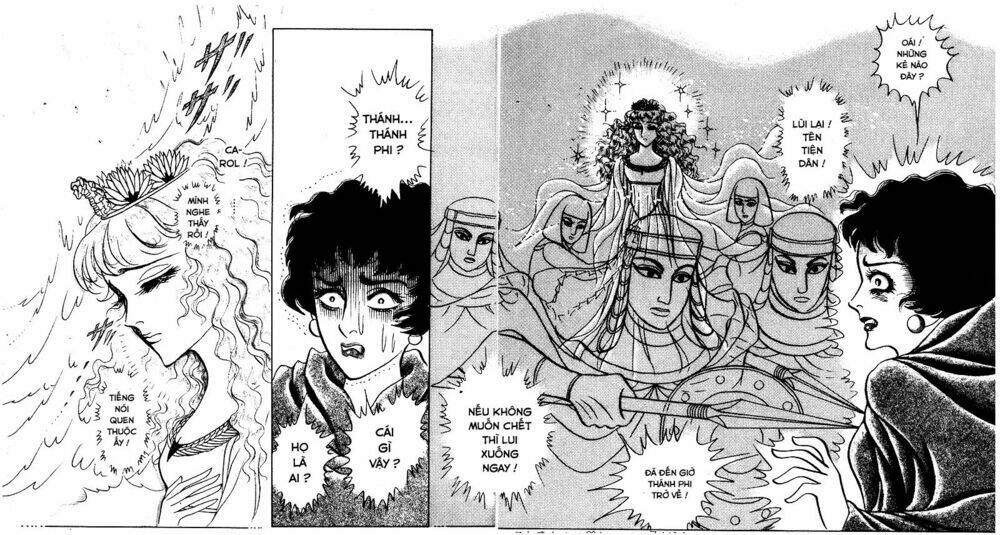 OÁI !
NHỮNG
KẺ NÀO
ĐÂY ?
LÙI LẠI !
TÊN
TIỆN
DÂN !
ĐÃ ĐẾN GIỜ
THÁNH PHI
TRỞ VỀ !
NẾU KHÔNG
MUỐN CHẾT
THÌ LUI
XUỐNG
NGAY !
THÁNH...
THÁNH
PHI ?
CÁI
GÌ
VẬY ?
HỌ
LÀ
AI ?
CA-
ROL !
MÌNH
NGHE
THẤY
RỒI !
TIẾNG
NÓI
QUEN
THUỘC
ẤY !